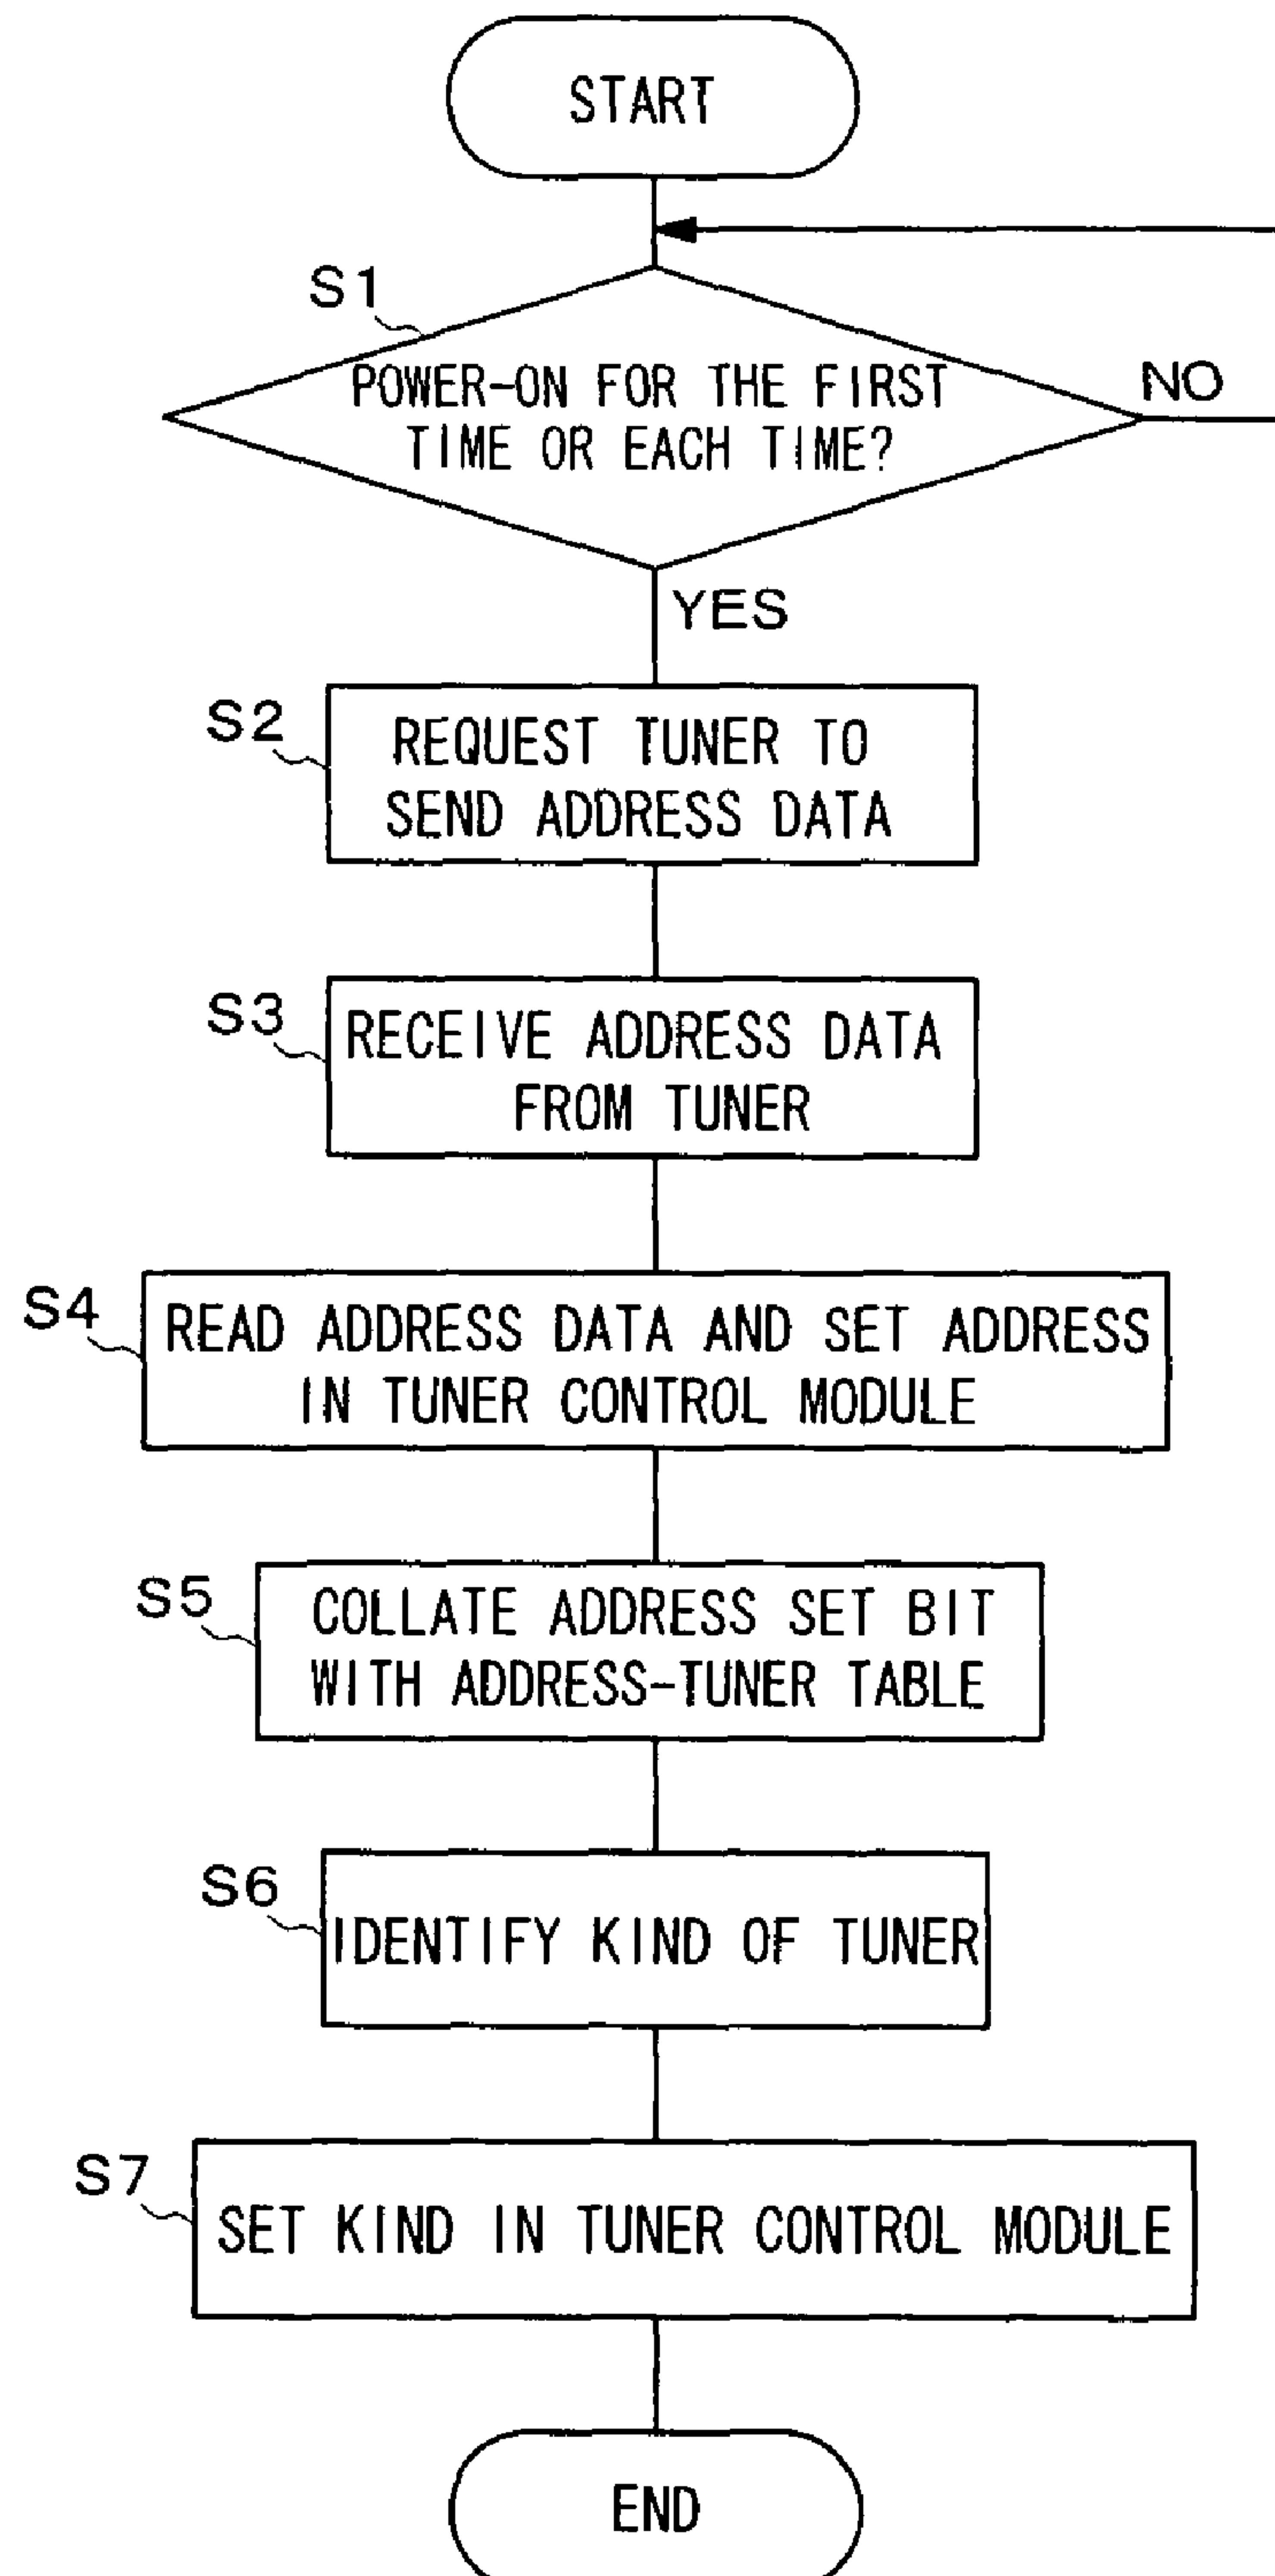 START
S1
POWER-ON FOR THE FIRST
TIME OR EACH TIME?
NO
YES
S2
REQUEST TUNER TO
SEND ADDRESS DATA
S3
RECEIVE ADDRESS DATA
FROM TUNER
S4
READ ADDRESS DATA AND SET ADDRESS
IN TUNER CONTROL MODULE
S5
COLLATE ADDRESS SET BIT
WITH ADDRESS-TUNER TABLE
S6
IDENTIFY KIND OF TUNER
S7
SET KIND IN TUNER CONTROL MODULE
END